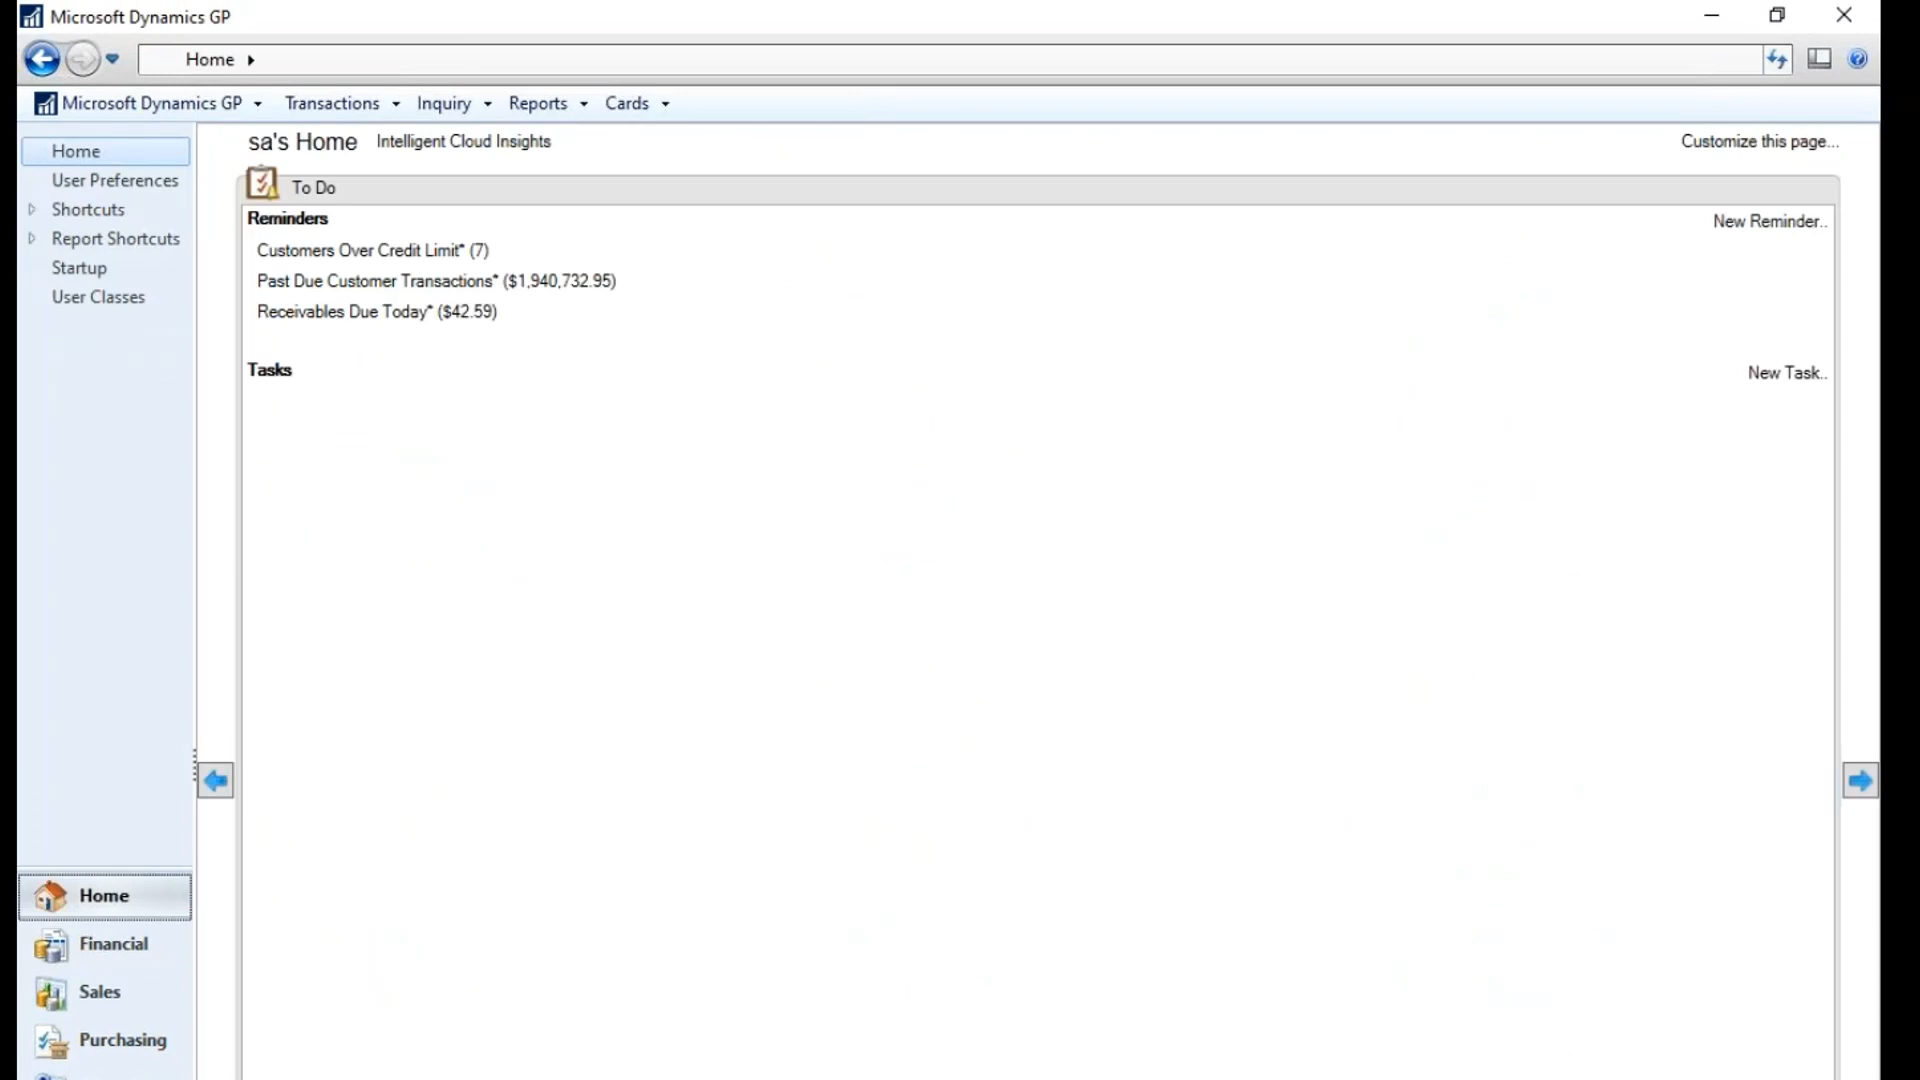 Microsoft Dynamics GP
Home
Microsoft Dynamics GP Transactions Inquiry Reports Cards
Home
User Preferences
Shortcuts
Report Shortcuts
Startup
User Classes
sa's Home Intelligent Cloud Insights Customize this page...
To Do
Reminders New Reminder..
Customers Over Credit Limit* (7)
Past Due Customer Transactions* ($1,940,732.95)
Receivables Due Today* ($42.59)
Tasks New Task..
Home
Financial
Sales
Purchasing